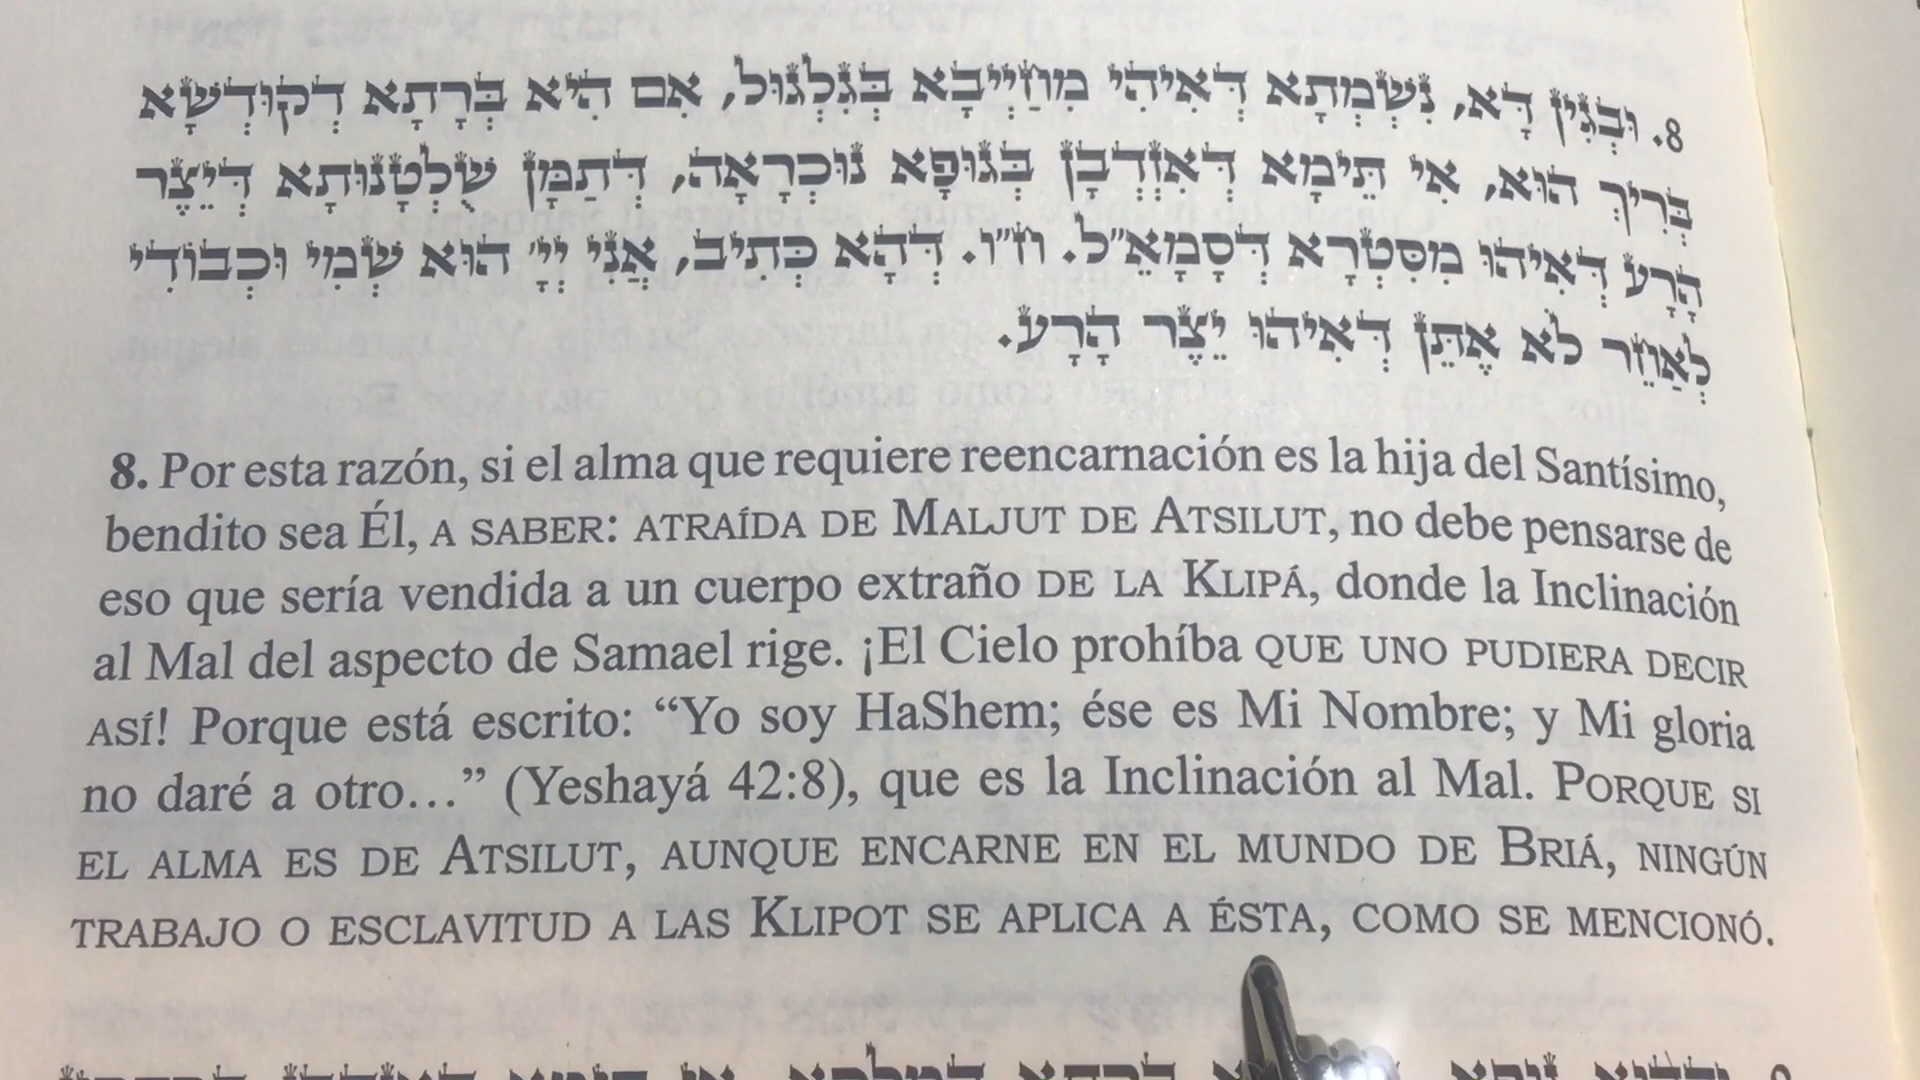 8. וּבְגִין דָּא, נִשְׁמְתָא דְּאִיהִי מִחַיְּיבָא בְּגִלְגּוּל, אִם הִיא בְּרָתָא דְקוּדְשָׁא
בְּרִיךְ הוּא, אִי תֵּימָא דְּאִזְדְּבָן בְּגוּפָא נוּכְרָאָה, דְּתַמָּן שֻׁלְטָנוּתָא דְּיֵצֶר
הָרָע דְּאִיהוּ מִסִּטְרָא דְּסָמָאֵ"ל. וח"ו. דְּהָא כְּתִיב, אֲנִי יְיָ' הוּא שְׁמִי וּכְבוֹדִי
לְאַחֵר לֹא אֶתֵּן דְּאִיהוּ יֵצֶר הָרָע.
8. Por esta razón, si el alma que requiere reencarnación es la hija del Santísimo,
bendito sea Él, A SABER: ATRAÍDA DE MALJUT DE ATSILUT, no debe pensarse de
eso que sería vendida a un cuerpo extraño DE LA KLIPÁ, donde la Inclinación
al Mal del aspecto de Samael rige. ¡El Cielo prohíba QUE UNO PUDIERA DECIR
ASÍ! Porque está escrito: “Yo soy HaShem; ése es Mi Nombre; y Mi gloria
no daré a otro…” (Yeshayá 42:8), que es la Inclinación al Mal. PORQUE SI
EL ALMA ES DE ATSILUT, AUNQUE ENCARNE EN EL MUNDO DE BRIÁ, NINGÚN
TRABAJO O ESCLAVITUD A LAS KLIPOT SE APLICA A ÉSTA, COMO SE MENCIONÓ.